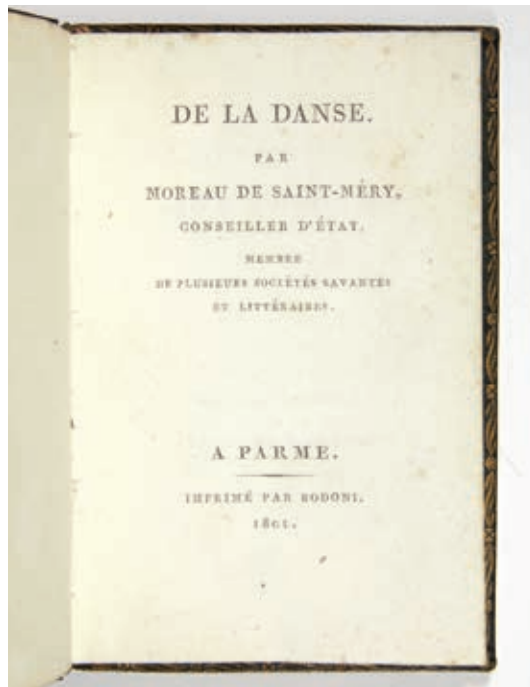 DE LA DANSE.
PAR
MOREAU DE SAINT-MÉRY,
CONSEILLER D'ÉTAT,
MEMBRE
DE PLUSIEURS SOCIÉTÉS SAVANTES
ET LITTÉRAIRES.
A PARME.
IMPRIMÉ PAR BODONI.
1801.